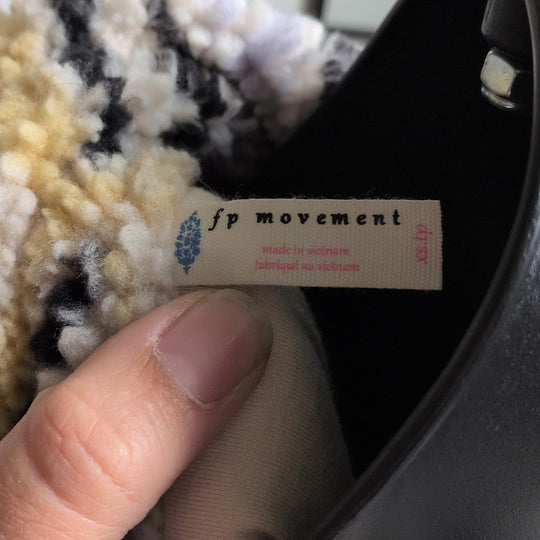 fp movement
made in vietnam
fabriqué au vietnam
xs.tp